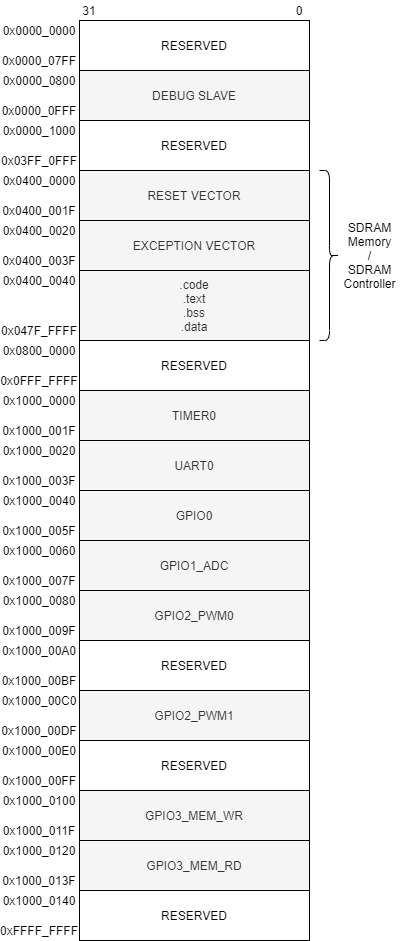 31 0
0x0000_0000
RESERVED
0x0000_07FF
0x0000_0800
DEBUG SLAVE
0x0000_0FFF
0x0000_1000
RESERVED
0x03FF_0FFF
0x0400_0000
RESET VECTOR
0x0400_001F
0x0400_0020
EXCEPTION VECTOR
0x0400_003F
0x0400_0040
.code
.text
.bss
.data
0x047F_FFFF
SDRAM
Memory
/
SDRAM
Controller
0x0800_0000
RESERVED
0x0FFF_FFFF
0x1000_0000
TIMER0
0x1000_001F
0x1000_0020
UART0
0x1000_003F
0x1000_0040
GPIO0
0x1000_005F
0x1000_0060
GPIO1_ADC
0x1000_007F
0x1000_0080
GPIO2_PWM0
0x1000_009F
0x1000_00A0
RESERVED
0x1000_00BF
0x1000_00C0
GPIO2_PWM1
0x1000_00DF
0x1000_00E0
RESERVED
0x1000_00FF
0x1000_0100
GPIO3_MEM_WR
0x1000_011F
0x1000_0120
GPIO3_MEM_RD
0x1000_013F
0x1000_0140
RESERVED
0xFFFF_FFFF